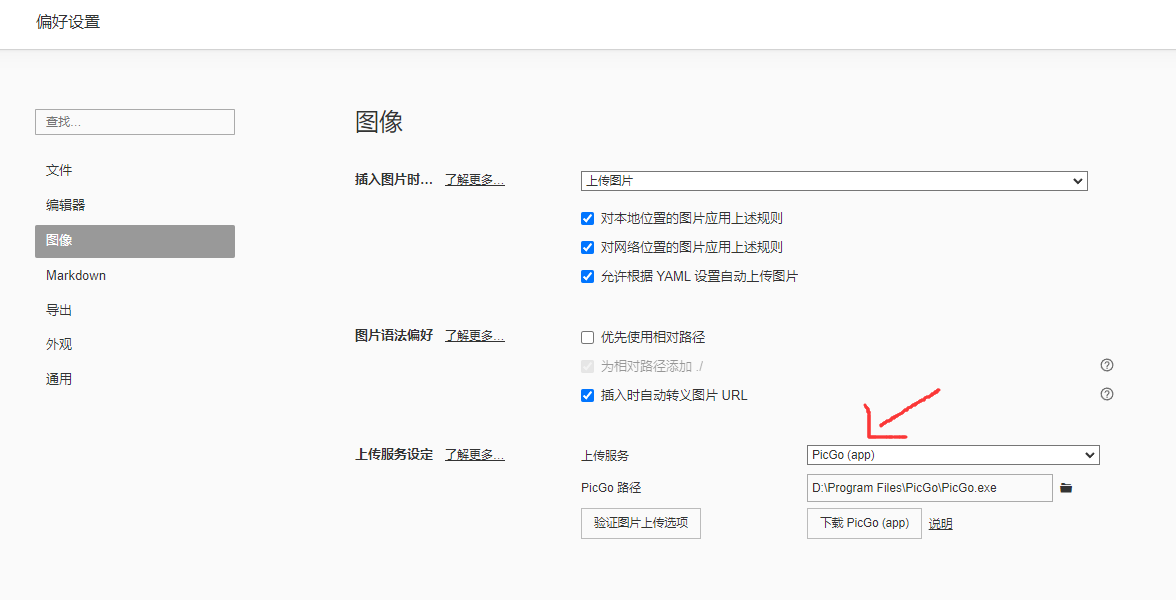 偏好设置
查找...
文件
编辑器
图像
Markdown
导出
外观
通用
图像
插入图片时... 了解更多... 上传图片
对本地位置的图片应用上述规则
对网络位置的图片应用上述规则
允许根据 YAML 设置自动上传图片
图片语法偏好 了解更多... 优先使用相对路径
为相对路径添加 ./
插入时自动转义图片 URL
上传服务设定 了解更多... 上传服务 PicGo (app)
PicGo 路径 D:\Program Files\PicGo\PicGo.exe
验证图片上传选项 下载 PicGo (app) 说明